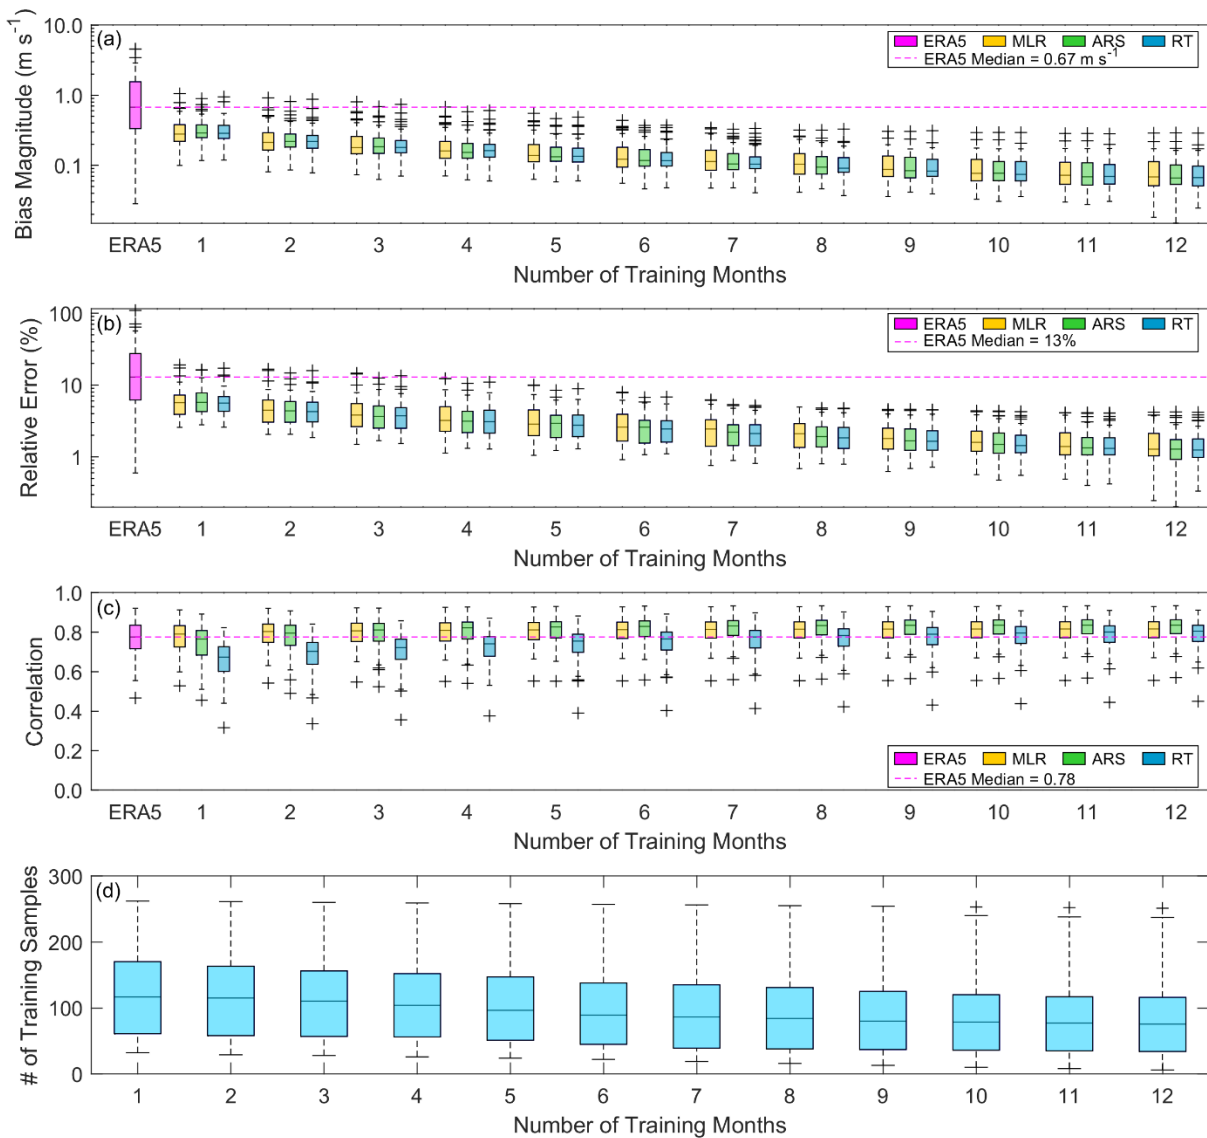 (a)
ERA5 MLR ARS RT
ERA5 Median = 0.67 m s⁻¹
10.0
1.0
0.1
Bias Magnitude (m s⁻¹)
ERA5 1 2 3 4 5 6 7 8 9 10 11 12
Number of Training Months
(b)
ERA5 MLR ARS RT
ERA5 Median = 13%
100
10
1
Relative Error (%)
ERA5 1 2 3 4 5 6 7 8 9 10 11 12
Number of Training Months
(c)
1.0
0.8
0.6
0.4
0.2
0.0
Correlation
ERA5 MLR ARS RT
ERA5 Median = 0.78
ERA5 1 2 3 4 5 6 7 8 9 10 11 12
Number of Training Months
(d)
300
200
100
0
# of Training Samples
1 2 3 4 5 6 7 8 9 10 11 12
Number of Training Months